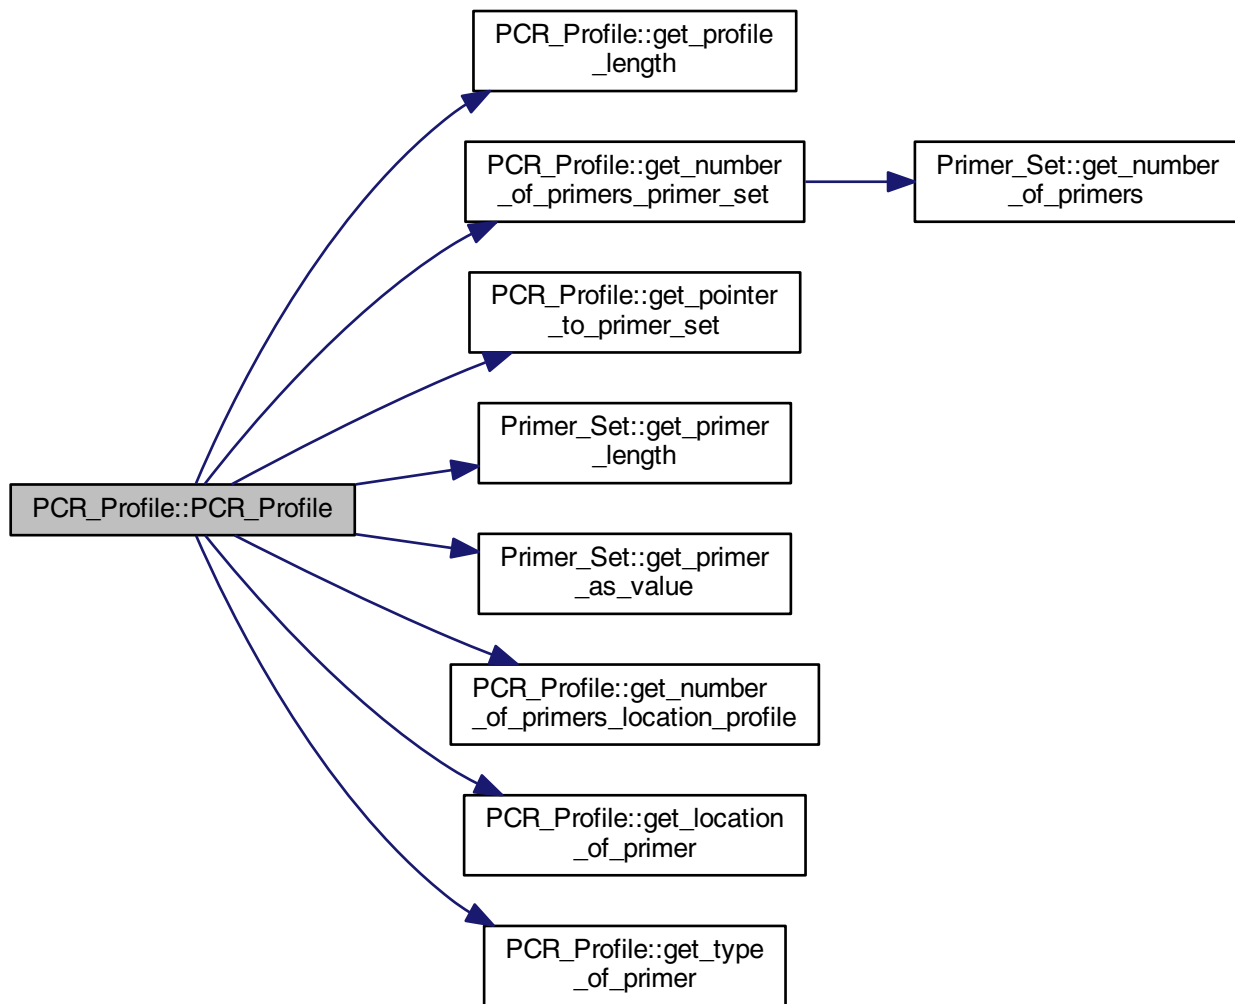 PCR_Profile::get_profile
_length
PCR_Profile::get_number
_of_primers_primer_set
Primer_Set::get_number
_of_primers
PCR_Profile::get_pointer
_to_primer_set
Primer_Set::get_primer
_length
PCR_Profile::PCR_Profile
Primer_Set::get_primer
_as_value
PCR_Profile::get_number
_of_primers_location_profile
PCR_Profile::get_location
_of_primer
PCR_Profile::get_type
_of_primer